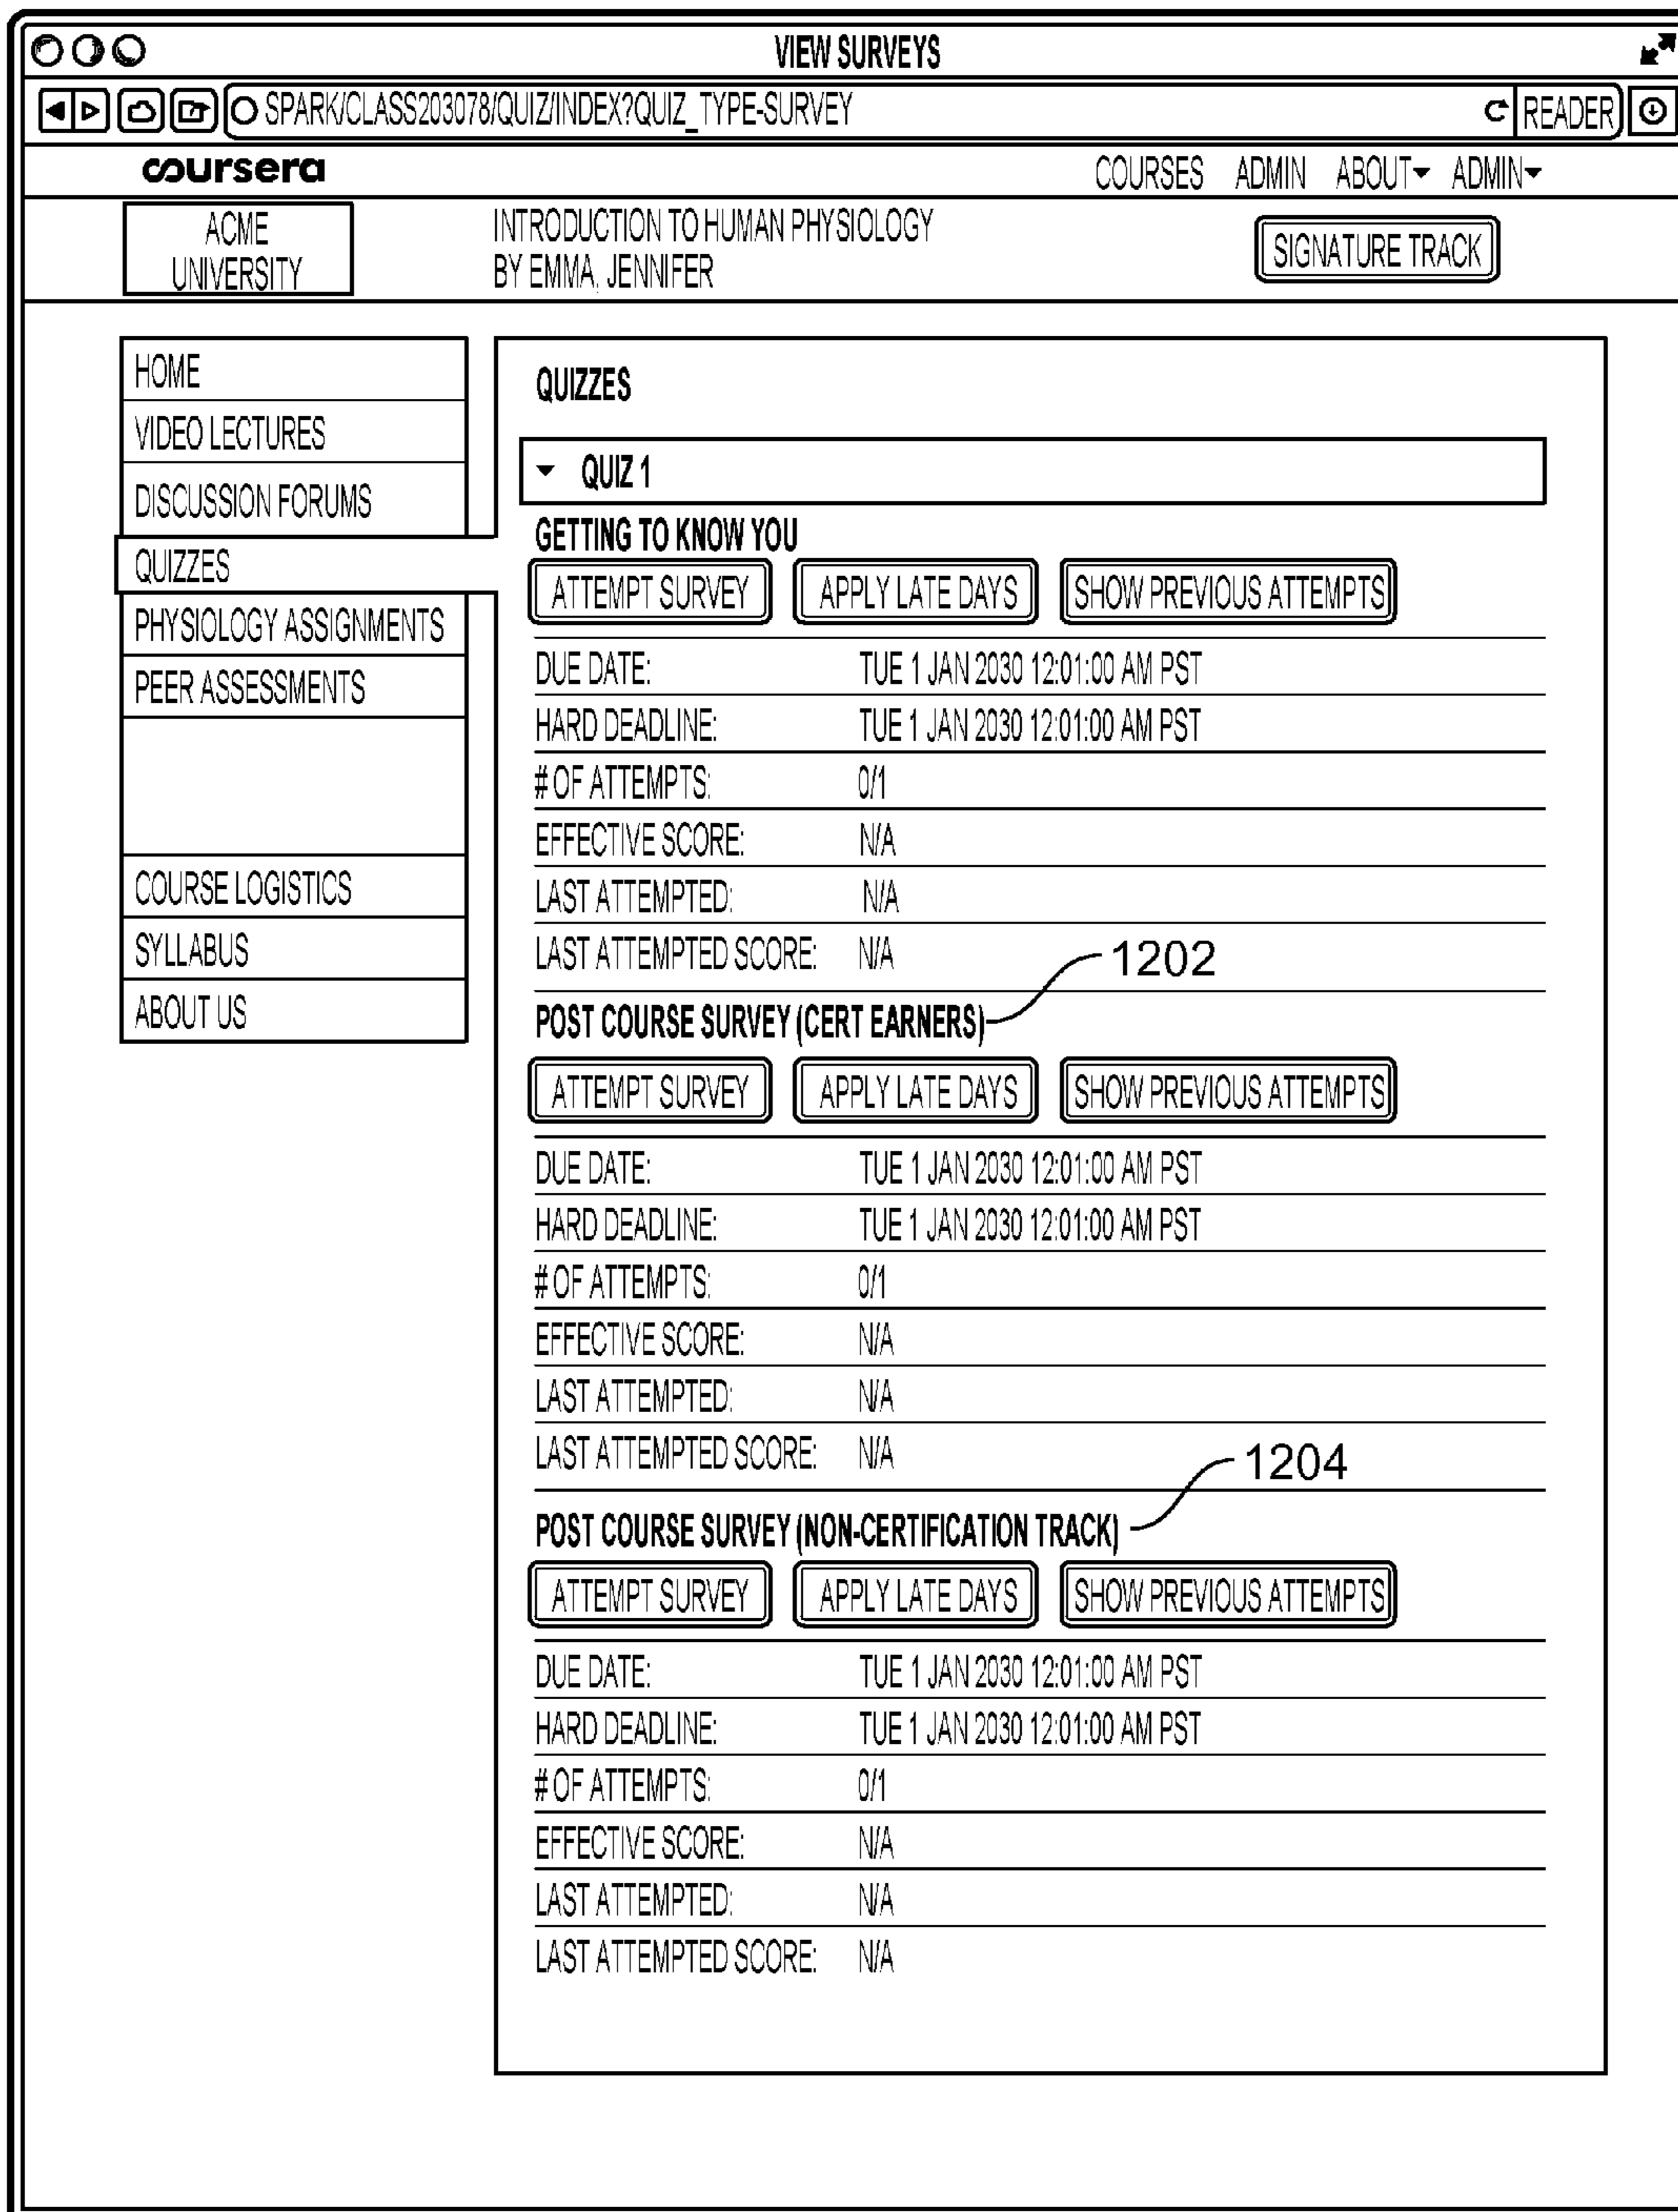 VIEW SURVEYS
SPARK/CLASS203078/QUIZ/INDEX?QUIZ_TYPE-SURVEY
READER
coursera
COURSES ADMIN ABOUT ADMIN
ACME
UNIVERSITY
INTRODUCTION TO HUMAN PHYSIOLOGY
BY EMMA, JENNIFER
SIGNATURE TRACK
HOME
VIDEO LECTURES
DISCUSSION FORUMS
QUIZZES
PHYSIOLOGY ASSIGNMENTS
PEER ASSESSMENTS
COURSE LOGISTICS
SYLLABUS
ABOUT US
QUIZZES
QUIZ 1
GETTING TO KNOW YOU
ATTEMPT SURVEY APPLY LATE DAYS SHOW PREVIOUS ATTEMPTS
DUE DATE: TUE 1 JAN 2030 12:01:00 AM PST
HARD DEADLINE: TUE 1 JAN 2030 12:01:00 AM PST
# OF ATTEMPTS: 0/1
EFFECTIVE SCORE: N/A
LAST ATTEMPTED: N/A
LAST ATTEMPTED SCORE: N/A
1202
POST COURSE SURVEY (CERT EARNERS)
ATTEMPT SURVEY APPLY LATE DAYS SHOW PREVIOUS ATTEMPTS
DUE DATE: TUE 1 JAN 2030 12:01:00 AM PST
HARD DEADLINE: TUE 1 JAN 2030 12:01:00 AM PST
# OF ATTEMPTS: 0/1
EFFECTIVE SCORE: N/A
LAST ATTEMPTED: N/A
LAST ATTEMPTED SCORE: N/A
1204
POST COURSE SURVEY (NON-CERTIFICATION TRACK)
ATTEMPT SURVEY APPLY LATE DAYS SHOW PREVIOUS ATTEMPTS
DUE DATE: TUE 1 JAN 2030 12:01:00 AM PST
HARD DEADLINE: TUE 1 JAN 2030 12:01:00 AM PST
# OF ATTEMPTS: 0/1
EFFECTIVE SCORE: N/A
LAST ATTEMPTED: N/A
LAST ATTEMPTED SCORE: N/A